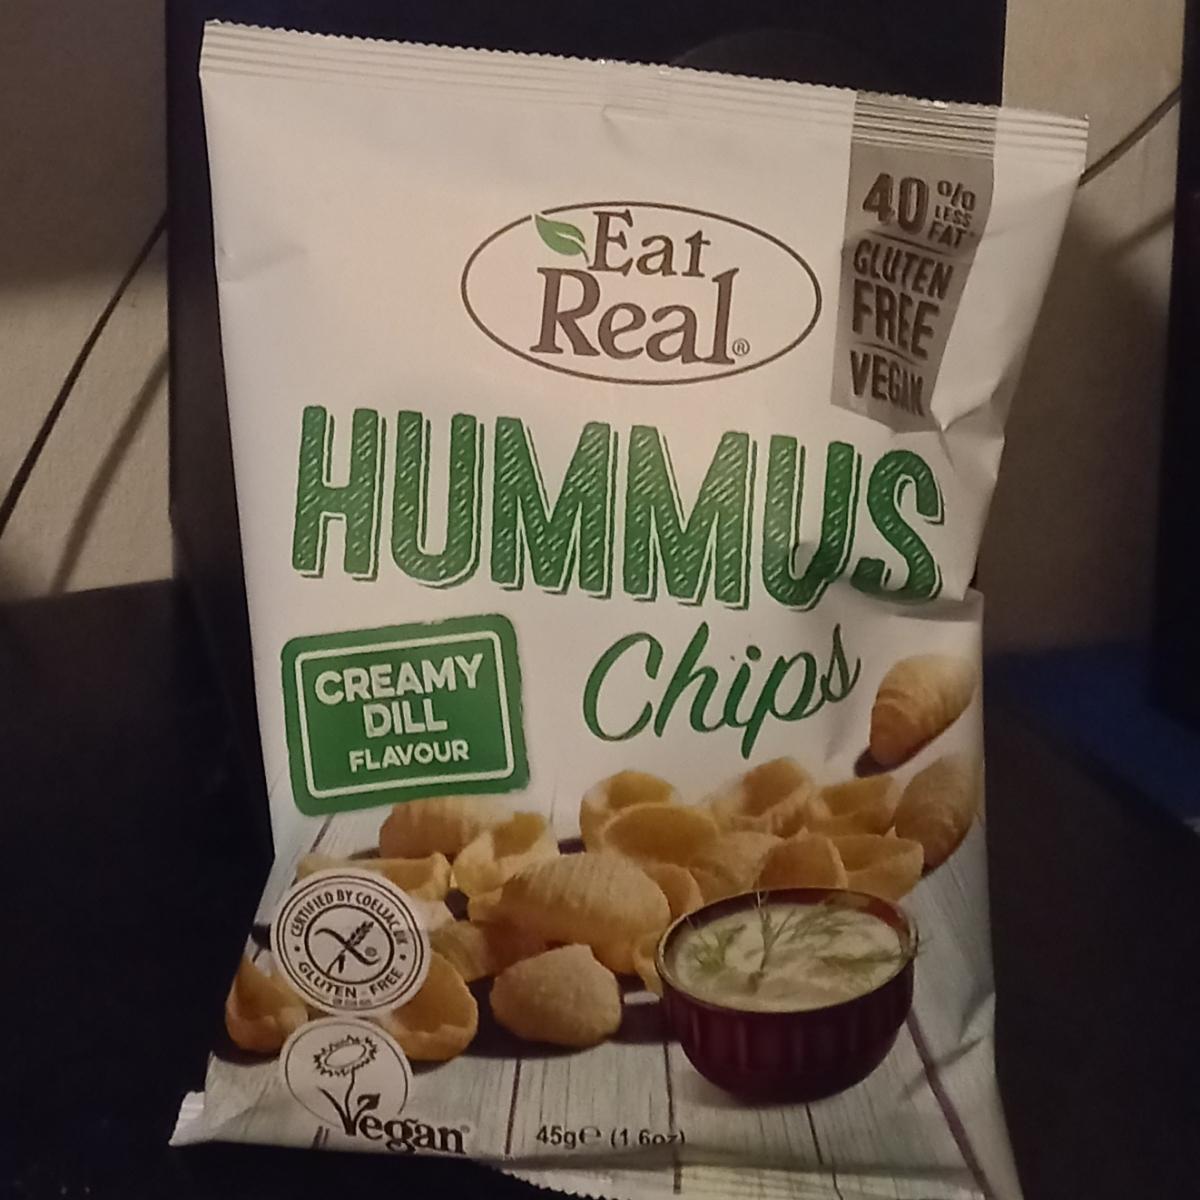 Eat
Real®
40%
LESS
FAT*
GLUTEN
FREE
VEGAN
HUMMUS
Chips
CREAMY
DILL
FLAVOUR
CERTIFIED BY COELIAC UK
GLUTEN - FREE
Vegan
45g℮ (1.6oz)